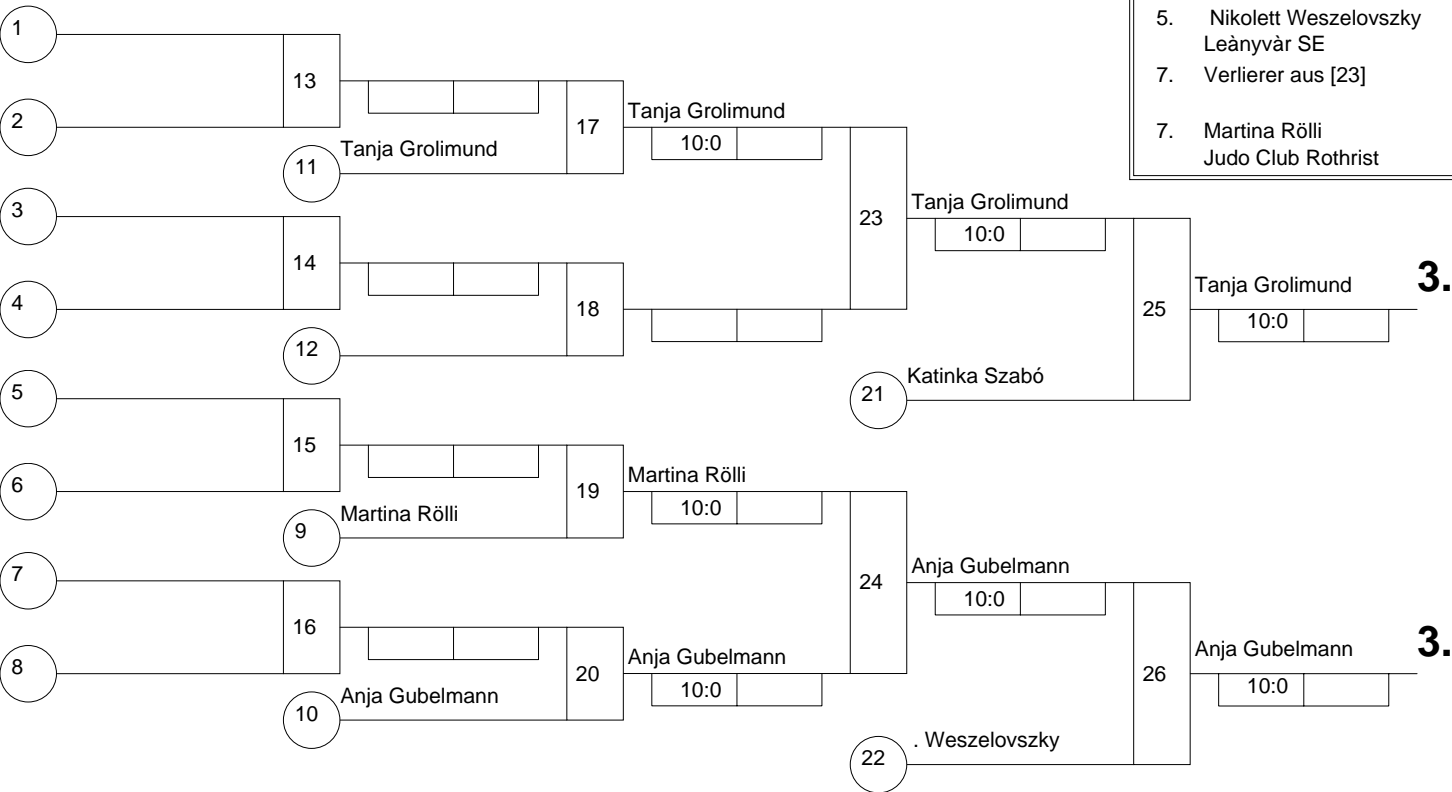 5. Nikolett Weszelovszky
Leànyvàr SE
7. Verlierer aus [23]
7. Martina Rölli
Judo Club Rothrist
1
13
2
17
Tanja Grolimund
10:0
11
Tanja Grolimund
3
23
Tanja Grolimund
10:0
14
4
18
25
Tanja Grolimund
3.
10:0
12
5
21
Katinka Szabó
15
6
19
Martina Rölli
10:0
9
Martina Rölli
7
24
Anja Gubelmann
10:0
16
8
20
Anja Gubelmann
10:0
26
Anja Gubelmann
3.
10:0
10
Anja Gubelmann
22
. Weszelovszky